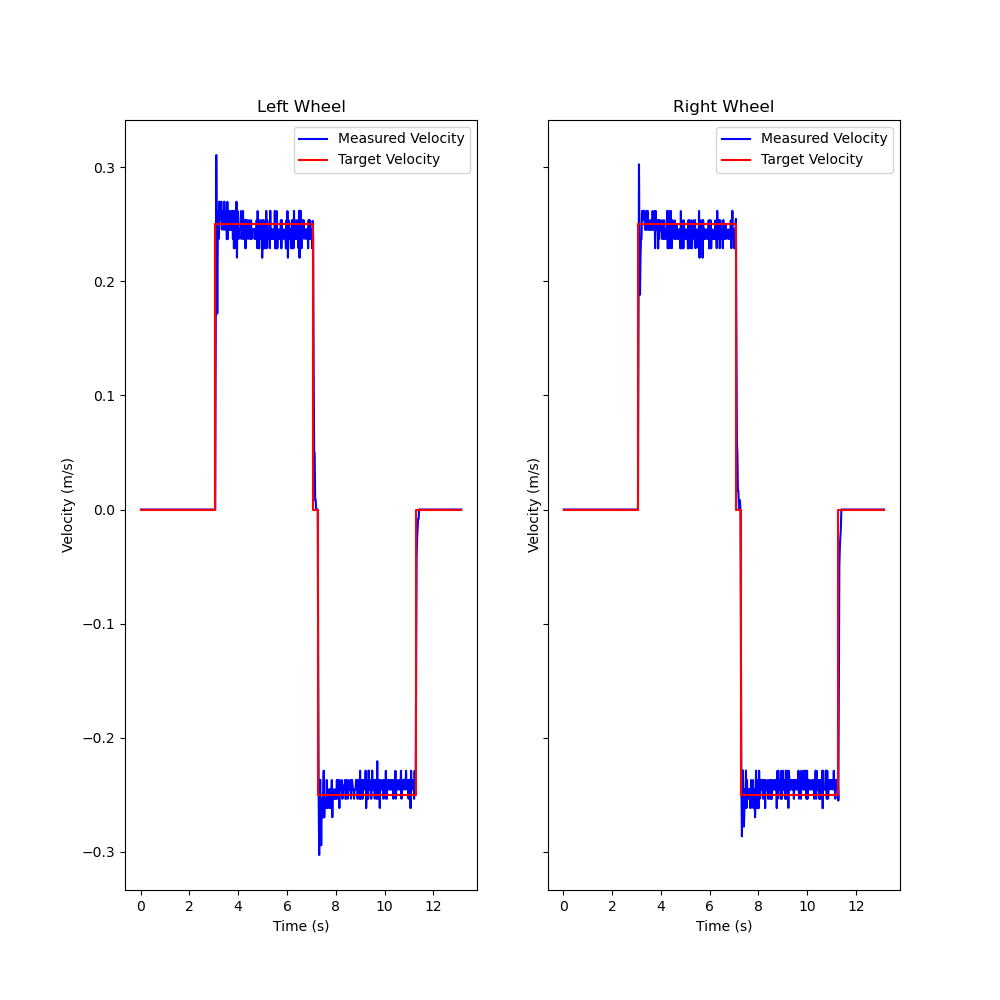 Left Wheel
Measured Velocity
Target Velocity
Velocity (m/s)
0.3
0.2
0.1
0.0
−0.1
−0.2
−0.3
0 2 4 6 8 10 12
Time (s)
Right Wheel
Measured Velocity
Target Velocity
Velocity (m/s)
0 2 4 6 8 10 12
Time (s)